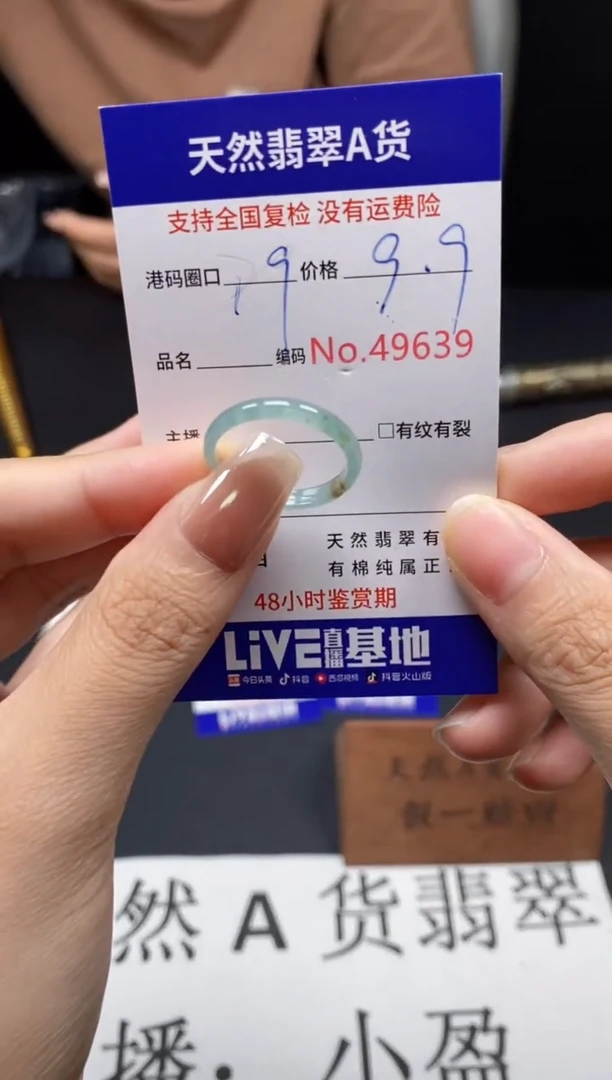 天然翡翠A货
支持全国复检 没有运费险
港码圈口 19 价格 9.9
品名 编码 No.49639
主播 □有纹有裂
天然翡翠有
有棉纯属正
48小时鉴赏期
LiVE直播基地
今日头条 抖音 西瓜视频 抖音火山版
然A货翡翠
播:小盈